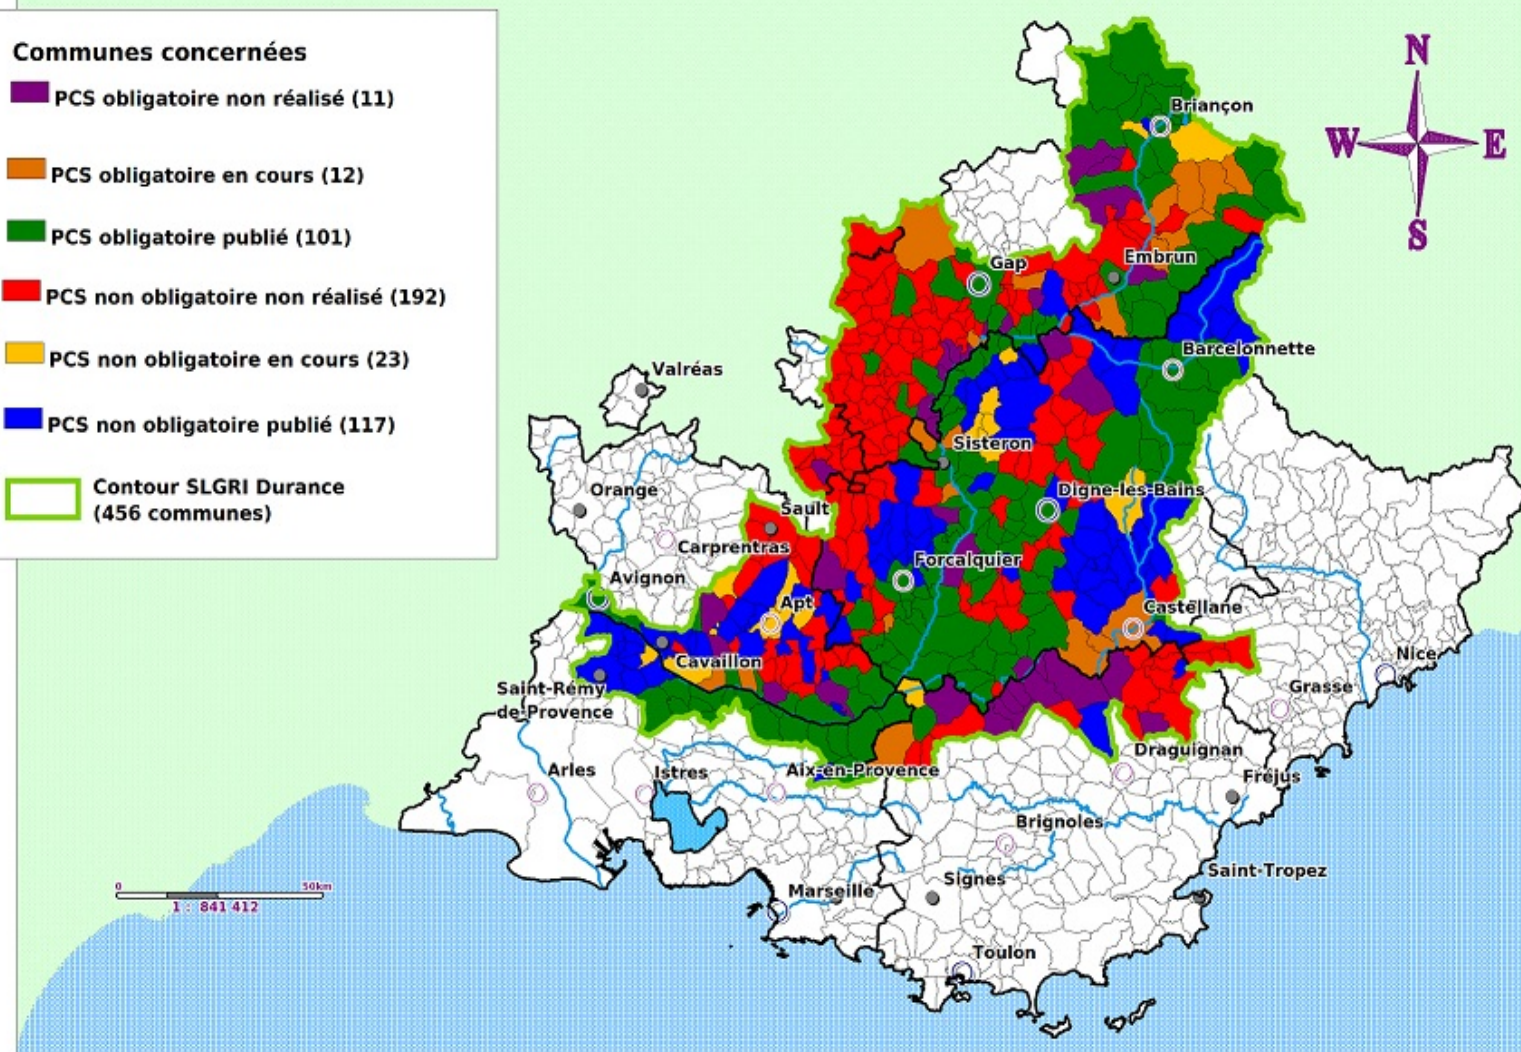 Communes concernées
PCS obligatoire non réalisé (11)
PCS obligatoire en cours (12)
PCS obligatoire publié (101)
PCS non obligatoire non réalisé (192)
PCS non obligatoire en cours (23)
PCS non obligatoire publié (117)
Contour SLGRI Durance
(456 communes)
N
W
E
S
Briançon
Embrun
Gap
Barcelonnette
Valréas
Sisteron
Orange
Digne-les-Bains
Sault
Carprentras
Forcalquier
Avignon
Apt
Castellane
Cavaillon
Nice
Saint-Rémy
de-Provence
Grasse
Draguignan
Arles
Istres
Aix-en-Provence
Fréjus
Brignoles
Saint-Tropez
Signes
Marseille
Toulon
0
50km
1 : 841 412